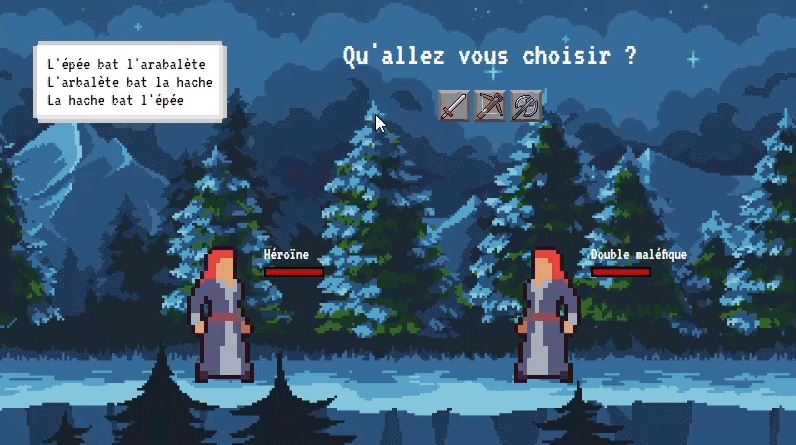 L'épée bat l'arabalète
L'arbalète bat la hache
La hache bat l'épée
Qu'allez vous choisir ?
Héroïne
Double maléfique